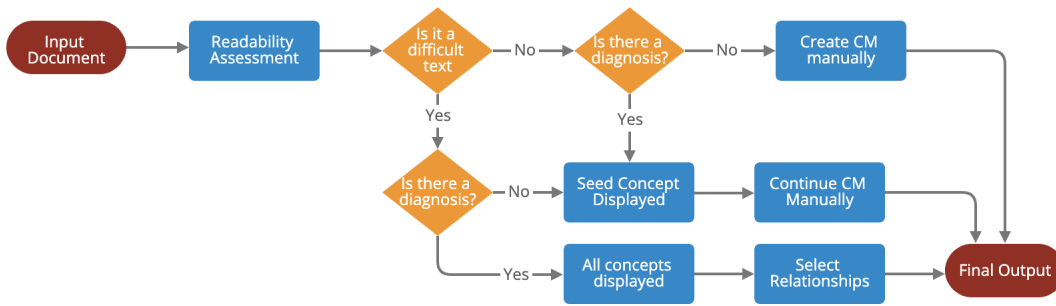 Input
Document
Readability
Assessment
Is it a
difficult
text
No
Is there a
diagnosis?
No
Create CM
manually
Yes
Yes
Is there a
diagnosis?
No
Seed Concept
Displayed
Continue CM
Manually
Yes
All concepts
displayed
Select
Relationships
Final Output